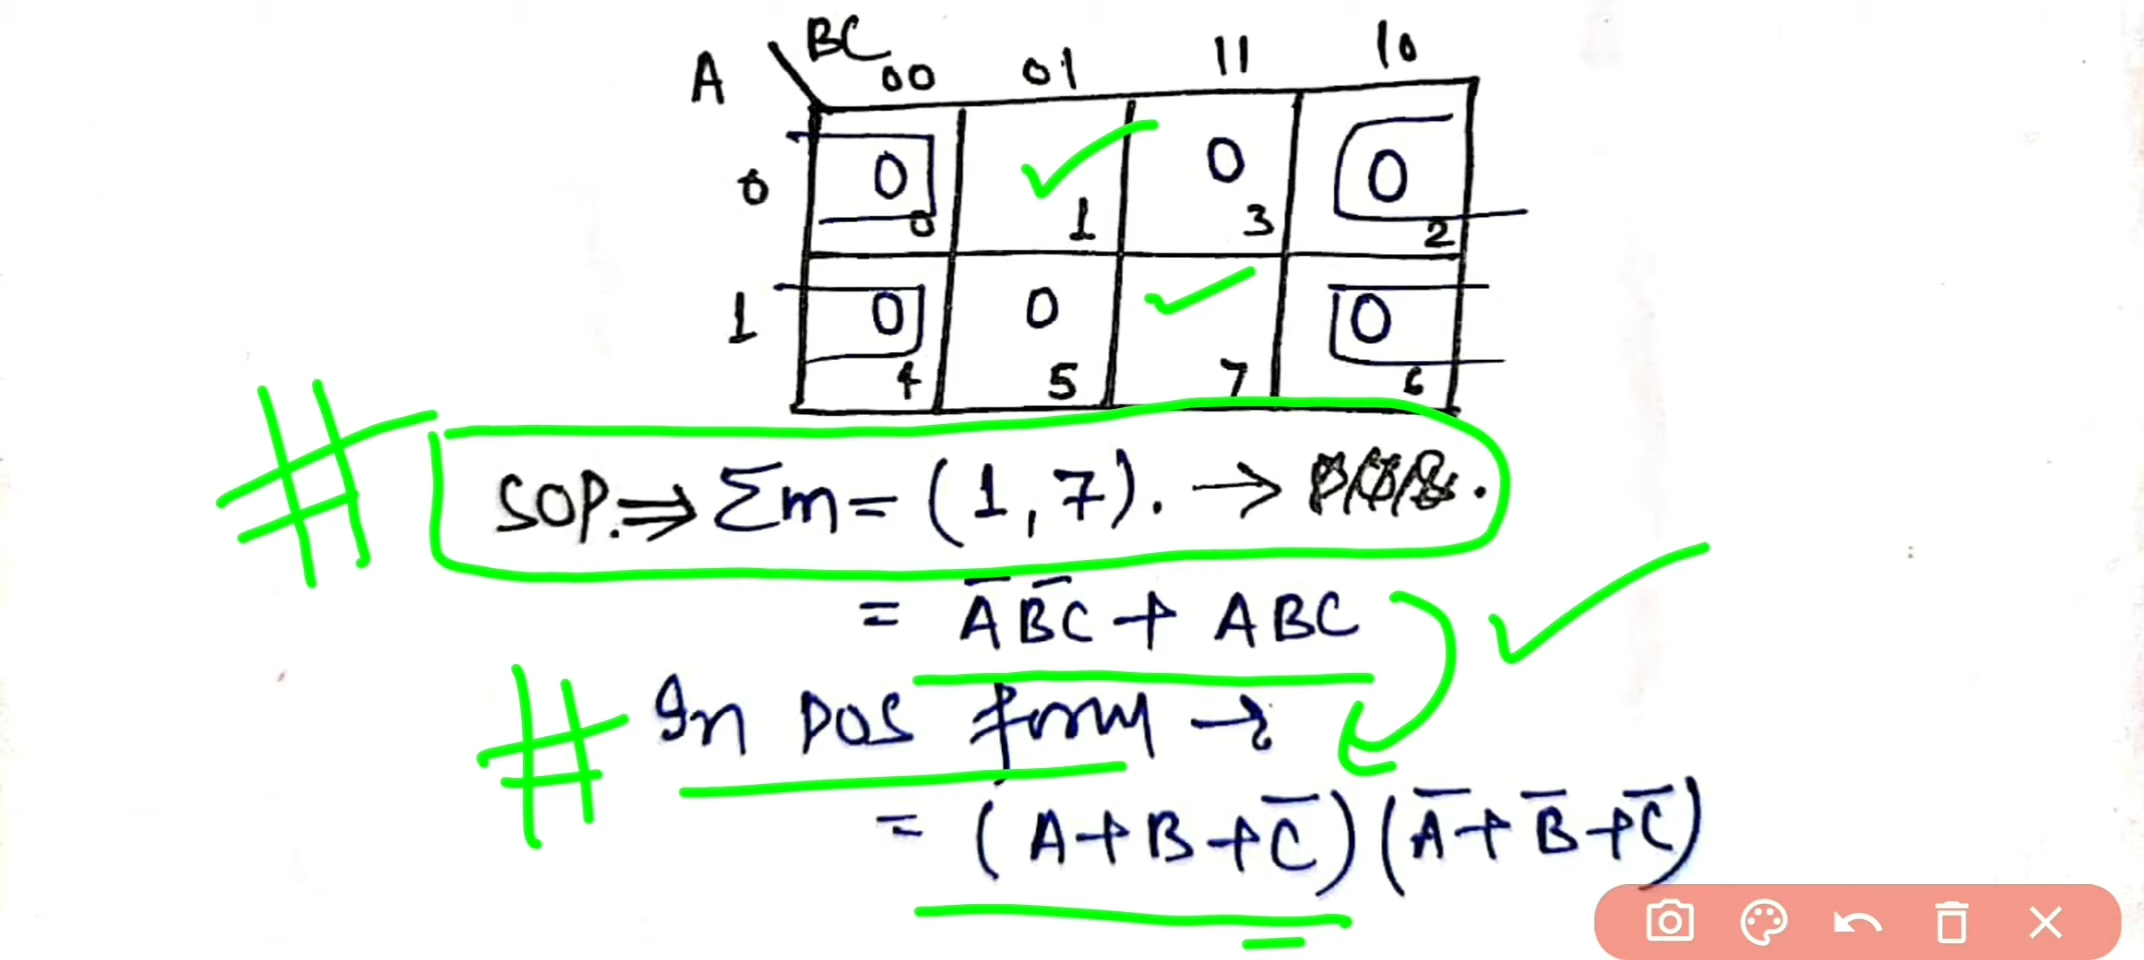 A \ BC 00 01 11 10
0 0 0 ✓ 1 0 3 0 2
1 0 4 0 5 ✓ 7 0 6
# SOP. ⇒ Σm = (1, 7). →
= A̅ B̅ C + A B C
# In POS form →
= (A + B + C̅) (A̅ + B̅ + C̅)